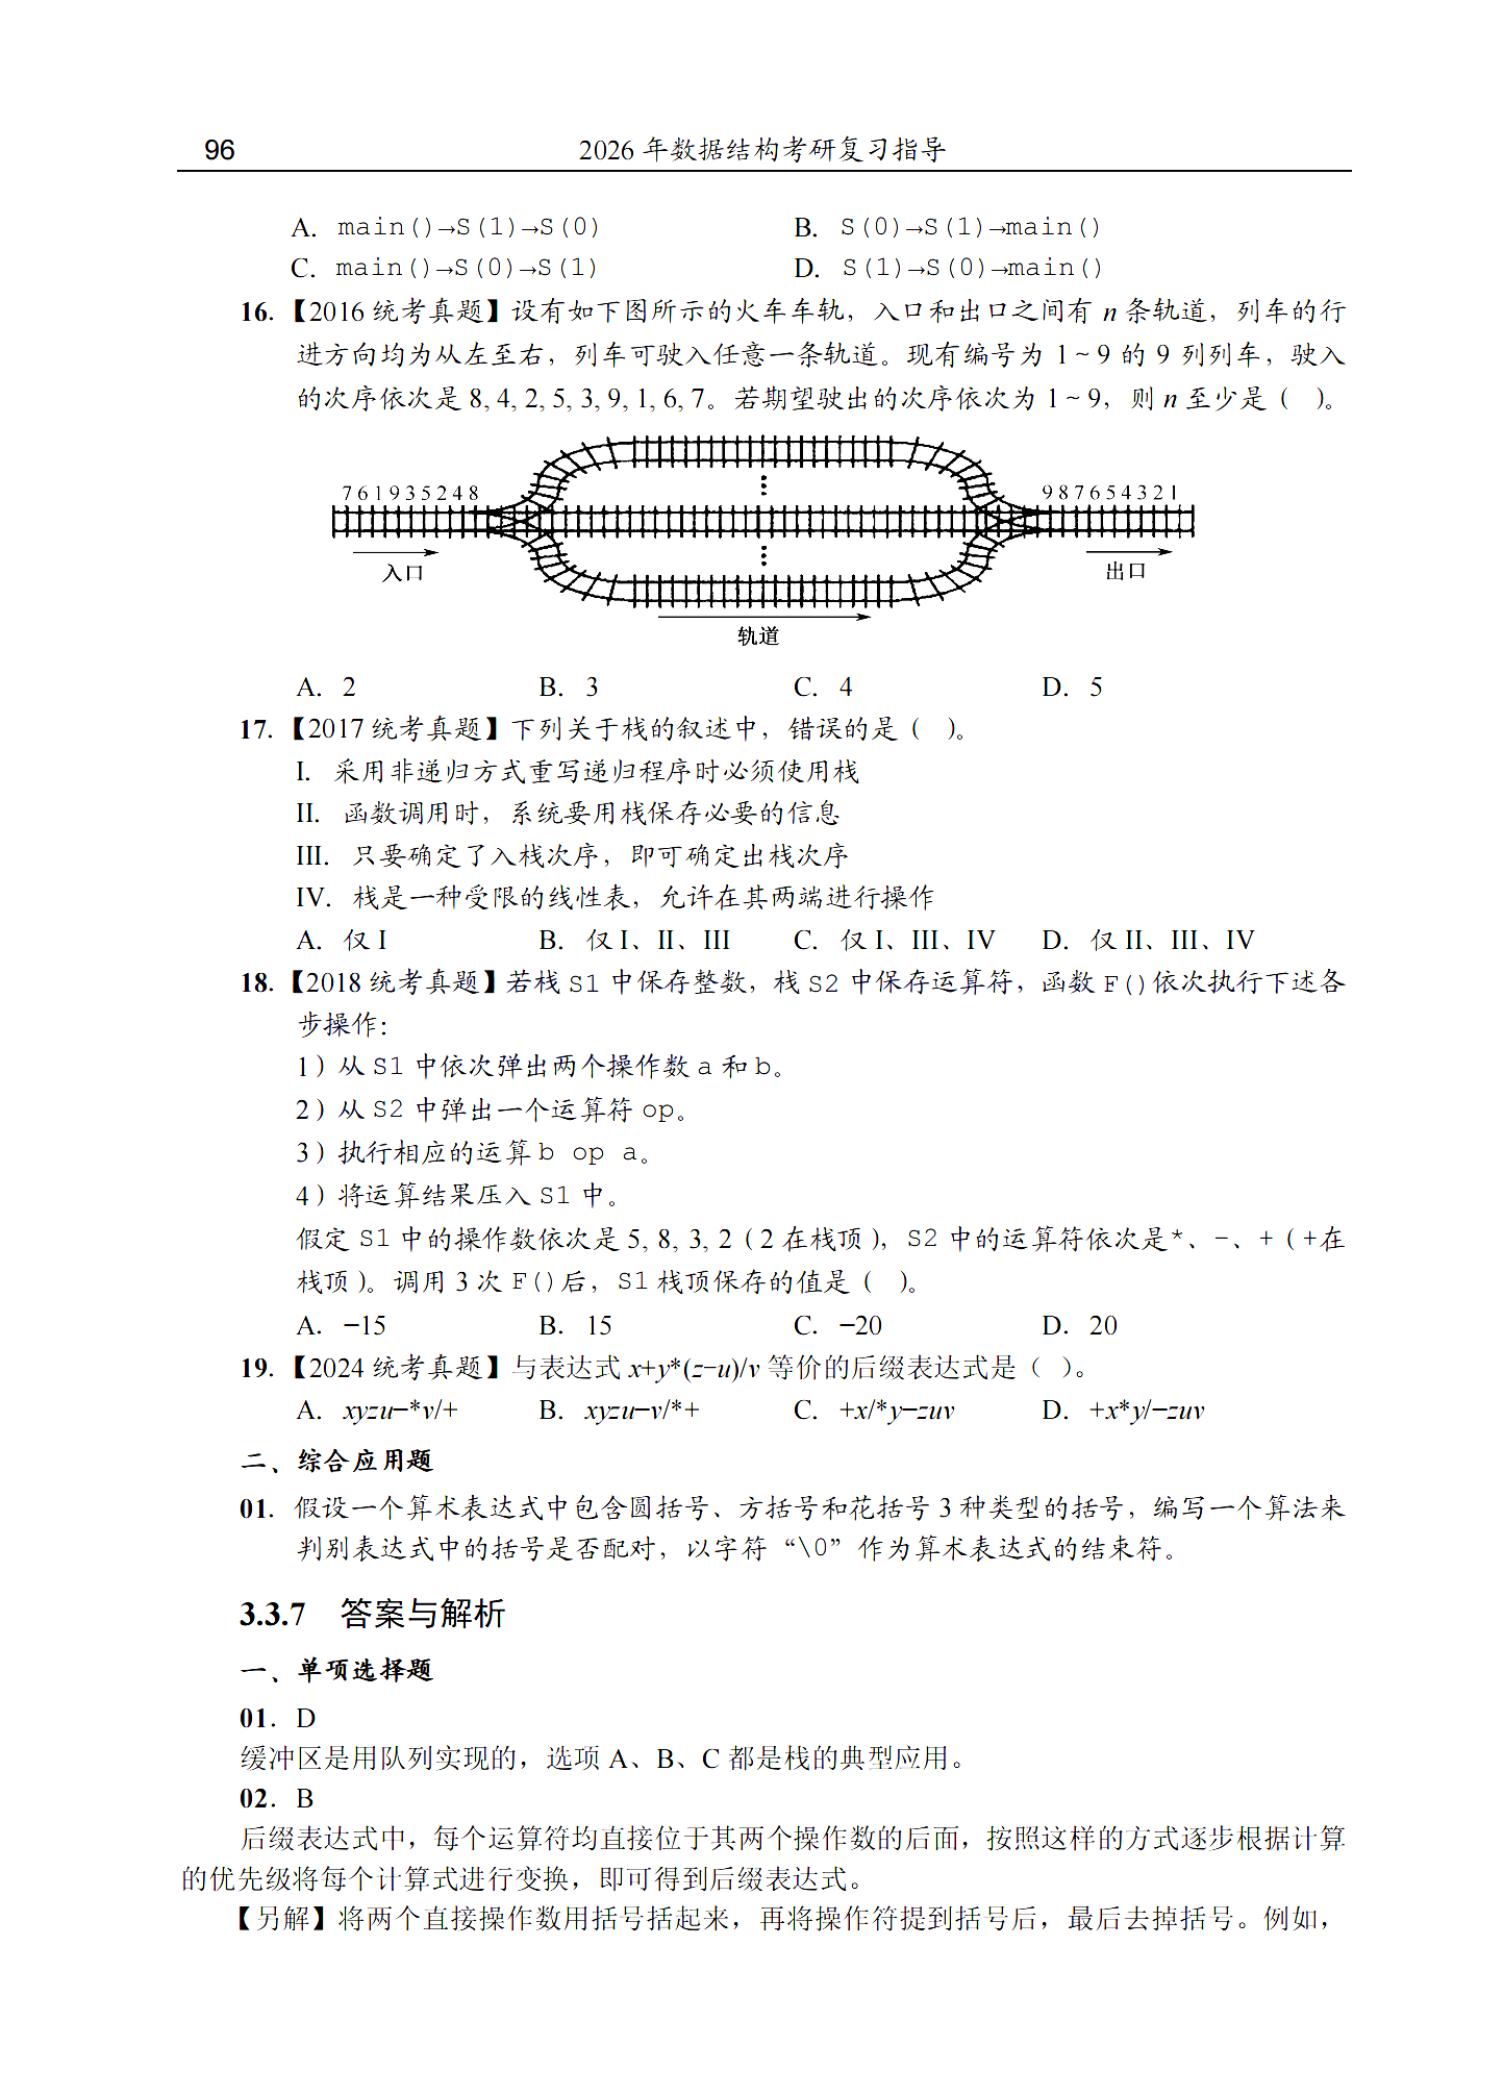 96 2026 年数据结构考研复习指导
A. main()→S(1)→S(0) B. S(0)→S(1)→main()
C. main()→S(0)→S(1) D. S(1)→S(0)→main()
16. 【2016 统考真题】设有如下图所示的火车车轨，入口和出口之间有 n 条轨道，列车的行
进方向均为从左至右，列车可驶入任意一条轨道。现有编号为 1~9 的 9 列列车，驶入
的次序依次是 8, 4, 2, 5, 3, 9, 1, 6, 7。若期望驶出的次序依次为 1~9，则 n 至少是（ ）。
7 6 1 9 3 5 2 4 8 9 8 7 6 5 4 3 2 1
入口 出口
轨道
A. 2 B. 3 C. 4 D. 5
17. 【2017 统考真题】下列关于栈的叙述中，错误的是（ ）。
I. 采用非递归方式重写递归程序时必须使用栈
II. 函数调用时，系统要用栈保存必要的信息
III. 只要确定了入栈次序，即可确定出栈次序
IV. 栈是一种受限的线性表，允许在其两端进行操作
A. 仅 I B. 仅 I、II、III C. 仅 I、III、IV D. 仅 II、III、IV
18. 【2018 统考真题】若栈 S1 中保存整数，栈 S2 中保存运算符，函数 F()依次执行下述各
步操作：
1）从 S1 中依次弹出两个操作数 a 和 b。
2）从 S2 中弹出一个运算符 op。
3）执行相应的运算 b op a。
4）将运算结果压入 S1 中。
假定 S1 中的操作数依次是 5, 8, 3, 2（2 在栈顶），S2 中的运算符依次是*、-、+（+在
栈顶）。调用 3 次 F()后，S1 栈顶保存的值是（ ）。
A. −15 B. 15 C. −20 D. 20
19. 【2024 统考真题】与表达式 x+y*(z−u)/v 等价的后缀表达式是（ ）。
A. xyzu−*v/+ B. xyzu−v/*+ C. +x/*y−zuv D. +x*y/−zuv
二、综合应用题
01. 假设一个算术表达式中包含圆括号、方括号和花括号 3 种类型的括号，编写一个算法来
判别表达式中的括号是否配对，以字符“\0”作为算术表达式的结束符。
3.3.7 答案与解析
一、单项选择题
01. D
缓冲区是用队列实现的，选项 A、B、C 都是栈的典型应用。
02. B
后缀表达式中，每个运算符均直接位于其两个操作数的后面，按照这样的方式逐步根据计算
的优先级将每个计算式进行变换，即可得到后缀表达式。
【另解】将两个直接操作数用括号括起来，再将操作符提到括号后，最后去掉括号。例如，